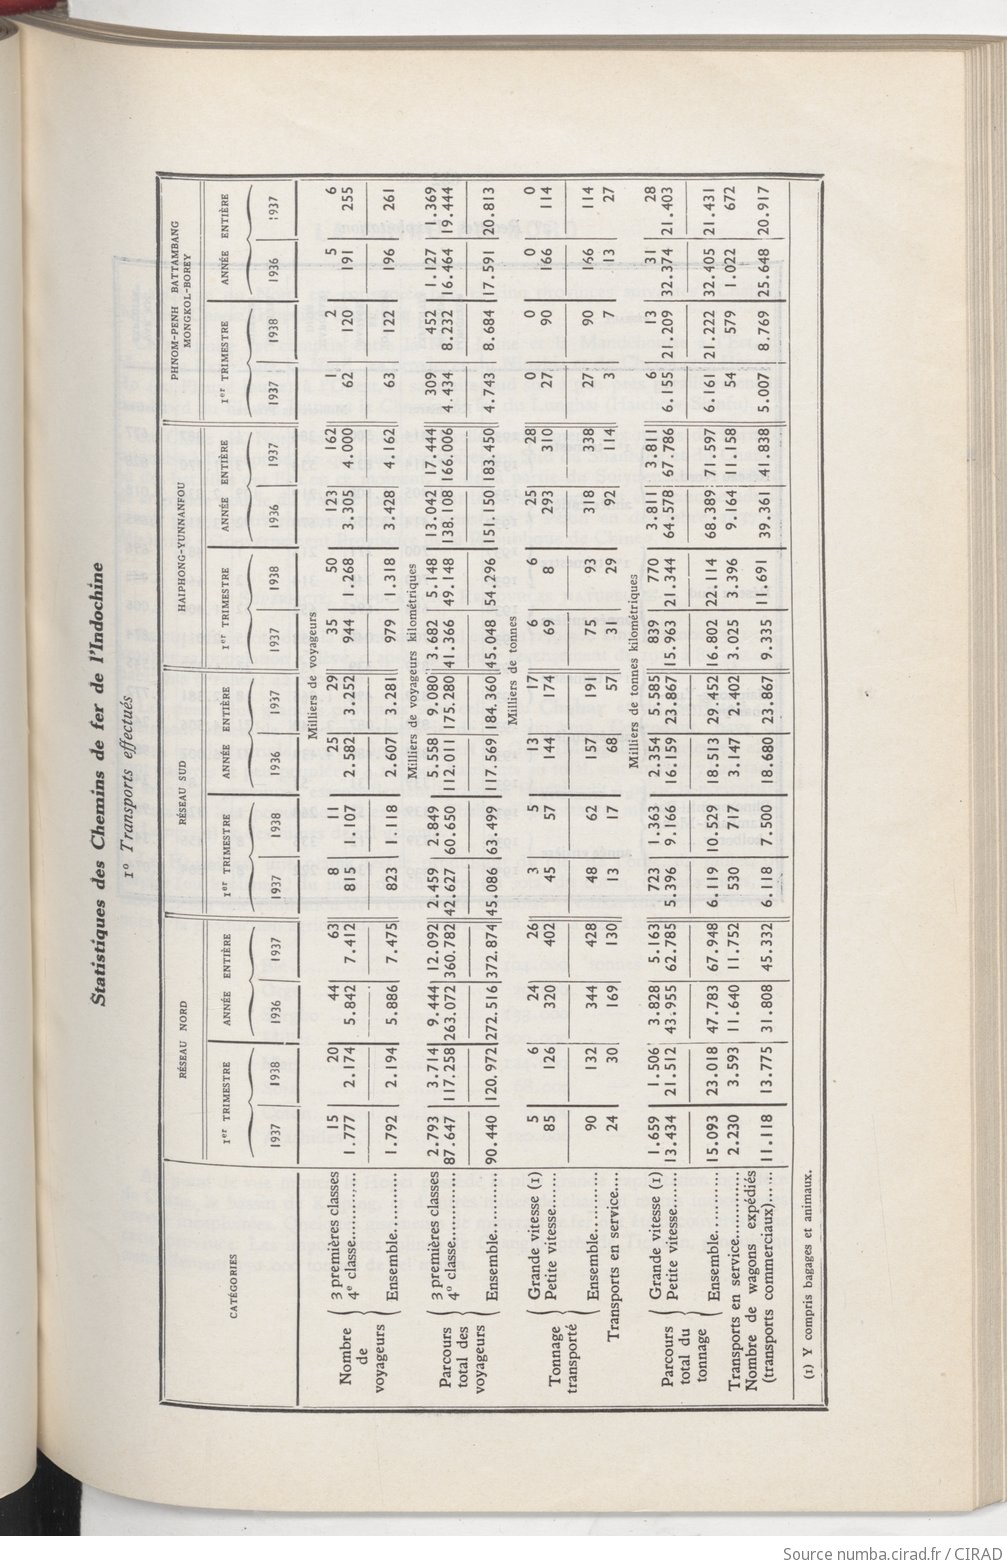 Statistiques des Chemins de fer de l'Indochine
1º Transports effectués
CATÉGORIES RÉSEAU NORD RÉSEAU SUD HAIPHONG-YUNNANFOU PHNOM-PENH BATTAMBANG MONGKOL-BOREY
1er TRIMESTRE ANNÉE ENTIÈRE 1er TRIMESTRE ANNÉE ENTIÈRE 1er TRIMESTRE ANNÉE ENTIÈRE 1er TRIMESTRE ANNÉE ENTIÈRE
1937 1938 1936 1937 1937 1938 1936 1937 1937 1938 1936 1937 1937 1938 1936 1937
Milliers de voyageurs
Nombre de voyageurs
3 premières classes 15 20 44 63 8 11 25 29 35 50 123 162 1 2 5 6
4e classe............ 1.777 2.174 5.842 7.412 815 1.107 2.582 3.252 944 1.268 3.305 4.000 62 120 191 255
Ensemble............ 1.792 2.194 5.886 7.475 823 1.118 2.607 3.281 979 1.318 3.428 4.162 63 122 196 261
Milliers de voyageurs kilométriques
Parcours total des voyageurs
3 premières classes 2.793 3.714 9.444 12.092 2.459 2.849 5.558 9.080 3.682 5.148 13.042 17.444 309 452 1.127 1.369
4e classe............ 87.647 117.258 263.072 360.782 42.627 60.650 112.011 175.280 41.366 49.148 138.108 166.006 4.434 8.232 16.464 19.444
Ensemble............ 90.440 120.972 272.516 372.874 45.086 63.499 117.569 184.360 45.048 54.296 151.150 183.450 4.743 8.684 17.591 20.813
Milliers de tonnes
Tonnage transporté
Grande vitesse (1) 5 6 24 26 3 5 13 17 6 6 25 28 0 0 0 0
Petite vitesse....... 85 126 320 402 45 57 144 174 69 8 293 310 27 90 166 114
Ensemble.......... 90 132 344 428 48 62 157 191 75 93 318 338 27 90 166 114
Transports en service.... 24 30 169 130 13 17 68 57 31 29 92 114 3 7 13 27
Milliers de tonnes kilométriques
Parcours total du tonnage
Grande vitesse (1) 1.659 1.506 3.828 5.163 723 1.363 2.354 5.585 839 770 3.811 3.811 6 13 31 28
Petite vitesse....... 13.434 21.512 43.955 62.785 5.396 9.166 16.159 23.867 15.963 21.344 64.578 67.786 6.155 21.209 32.374 21.403
Ensemble.......... 15.093 23.018 47.783 67.948 6.119 10.529 18.513 29.452 16.802 22.114 68.389 71.597 6.161 21.222 32.405 21.431
Transports en service........... 2.230 3.593 11.640 11.752 530 717 3.147 2.402 3.025 3.396 9.164 11.158 54 579 1.022 672
Nombre de wagons expédiés
(transports commerciaux)...... 11.118 13.775 31.808 45.332 6.118 7.500 18.680 23.867 9.335 11.691 39.361 41.838 5.007 8.769 25.648 20.917
(1) Y compris bagages et animaux.
Source numba.cirad.fr / CIRAD